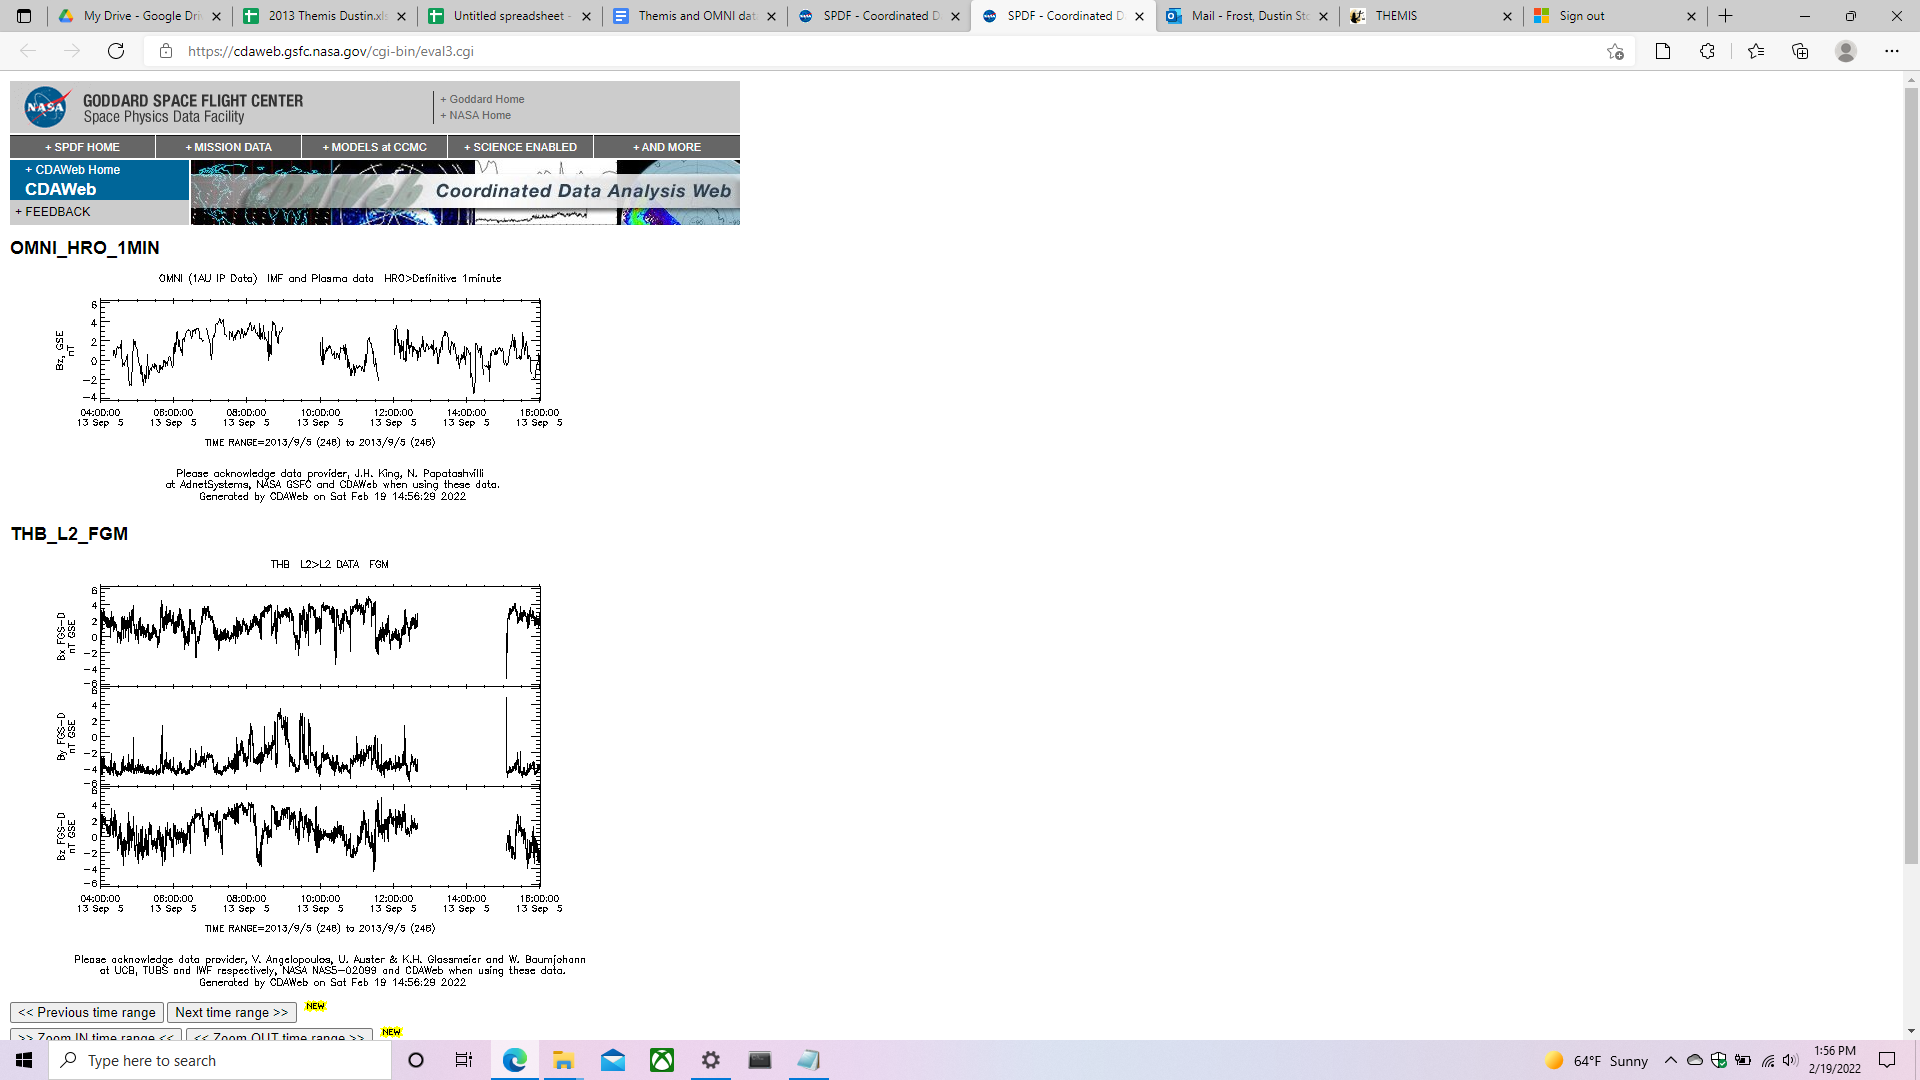 My Drive - Google Dri
2013 Themis Dustin.xls
Untitled spreadsheet -
Themis and OMNI dat
SPDF - Coordinated D
SPDF - Coordinated D
Mail - Frost, Dustin Sto
THEMIS
Sign out
https://cdaweb.gsfc.nasa.gov/cgi-bin/eval3.cgi
NASA
GODDARD SPACE FLIGHT CENTER
Space Physics Data Facility
+ Goddard Home
+ NASA Home
+ SPDF HOME
+ MISSION DATA
+ MODELS at CCMC
+ SCIENCE ENABLED
+ AND MORE
+ CDAWeb Home
CDAWeb
+ FEEDBACK
CDAWeb
Coordinated Data Analysis Web
OMNI_HRO_1MIN
OMNI (1AU IP Data) IMF and Plasma data HRO>Definitive 1minute
Bz, GSE
nT
6
4
2
0
-2
-4
04:00:00 06:00:00 08:00:00 10:00:00 12:00:00 14:00:00 16:00:00
13 Sep 5 13 Sep 5 13 Sep 5 13 Sep 5 13 Sep 5 13 Sep 5 13 Sep 5
TIME RANGE=2013/9/5 (248) to 2013/9/5 (248)
Please acknowledge data provider, J.H. King, N. Papatashvilli
at AdnetSystems, NASA GSFC and CDAWeb when using these data.
Generated by CDAWeb on Sat Feb 19 14:56:29 2022
THB_L2_FGM
THB L2>L2 DATA FGM
Bx FGS-D
nT GSE
6
4
2
0
-2
-4
-6
By FGS-D
nT GSE
6
4
2
0
-2
-4
-6
Bz FGS-D
nT GSE
6
4
2
0
-2
-4
-6
04:00:00 06:00:00 08:00:00 10:00:00 12:00:00 14:00:00 16:00:00
13 Sep 5 13 Sep 5 13 Sep 5 13 Sep 5 13 Sep 5 13 Sep 5 13 Sep 5
TIME RANGE=2013/9/5 (248) to 2013/9/5 (248)
Please acknowledge data provider, V. Angelopoulos, U. Auster & K.H. Glassmeier and W. Baumjohann
at UCB, TUBS and IWF respectively, NASA NAS5-02099 and CDAWeb when using these data.
Generated by CDAWeb on Sat Feb 19 14:56:29 2022
<< Previous time range
Next time range >>
NEW
>> Zoom IN time range <<
<< Zoom OUT time range >>
NEW
Type here to search
64°F Sunny
1:56 PM
2/19/2022